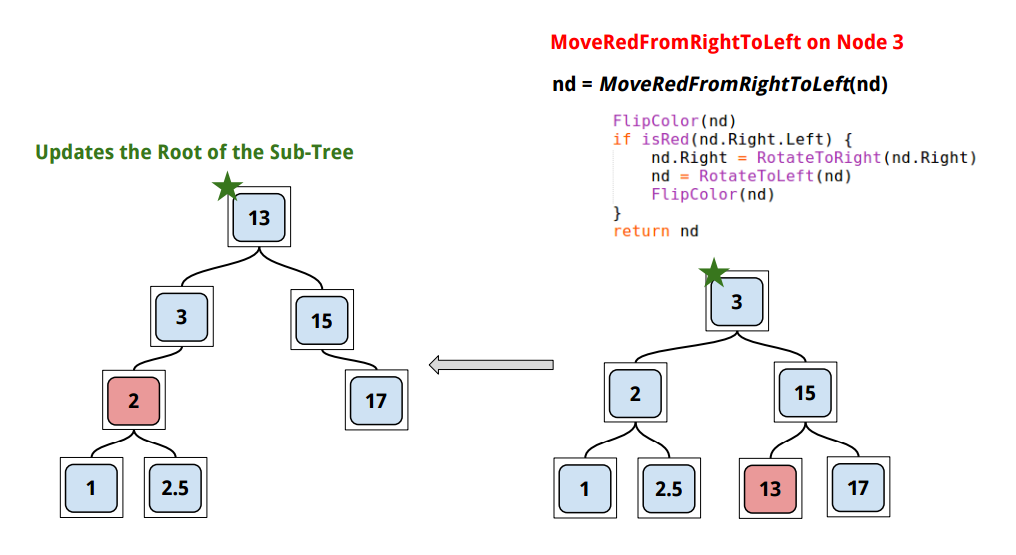 MoveRedFromRightToLeft on Node 3
nd = MoveRedFromRightToLeft(nd)
FlipColor(nd)
if isRed(nd.Right.Left) {
nd.Right = RotateToRight(nd.Right)
nd = RotateToLeft(nd)
FlipColor(nd)
}
return nd
Updates the Root of the Sub-Tree
13
3
15
2
17
1
2.5
3
2
15
1
2.5
13
17